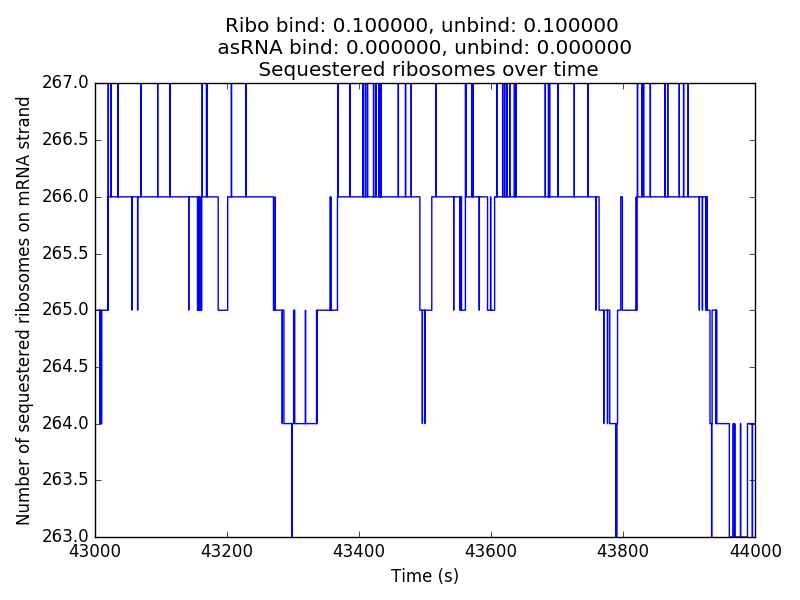 Ribo bind: 0.100000, unbind: 0.100000
asRNA bind: 0.000000, unbind: 0.000000
Sequestered ribosomes over time
Number of sequestered ribosomes on mRNA strand
267.0
266.5
266.0
265.5
265.0
264.5
264.0
263.5
263.0
43000 43200 43400 43600 43800 44000
Time (s)